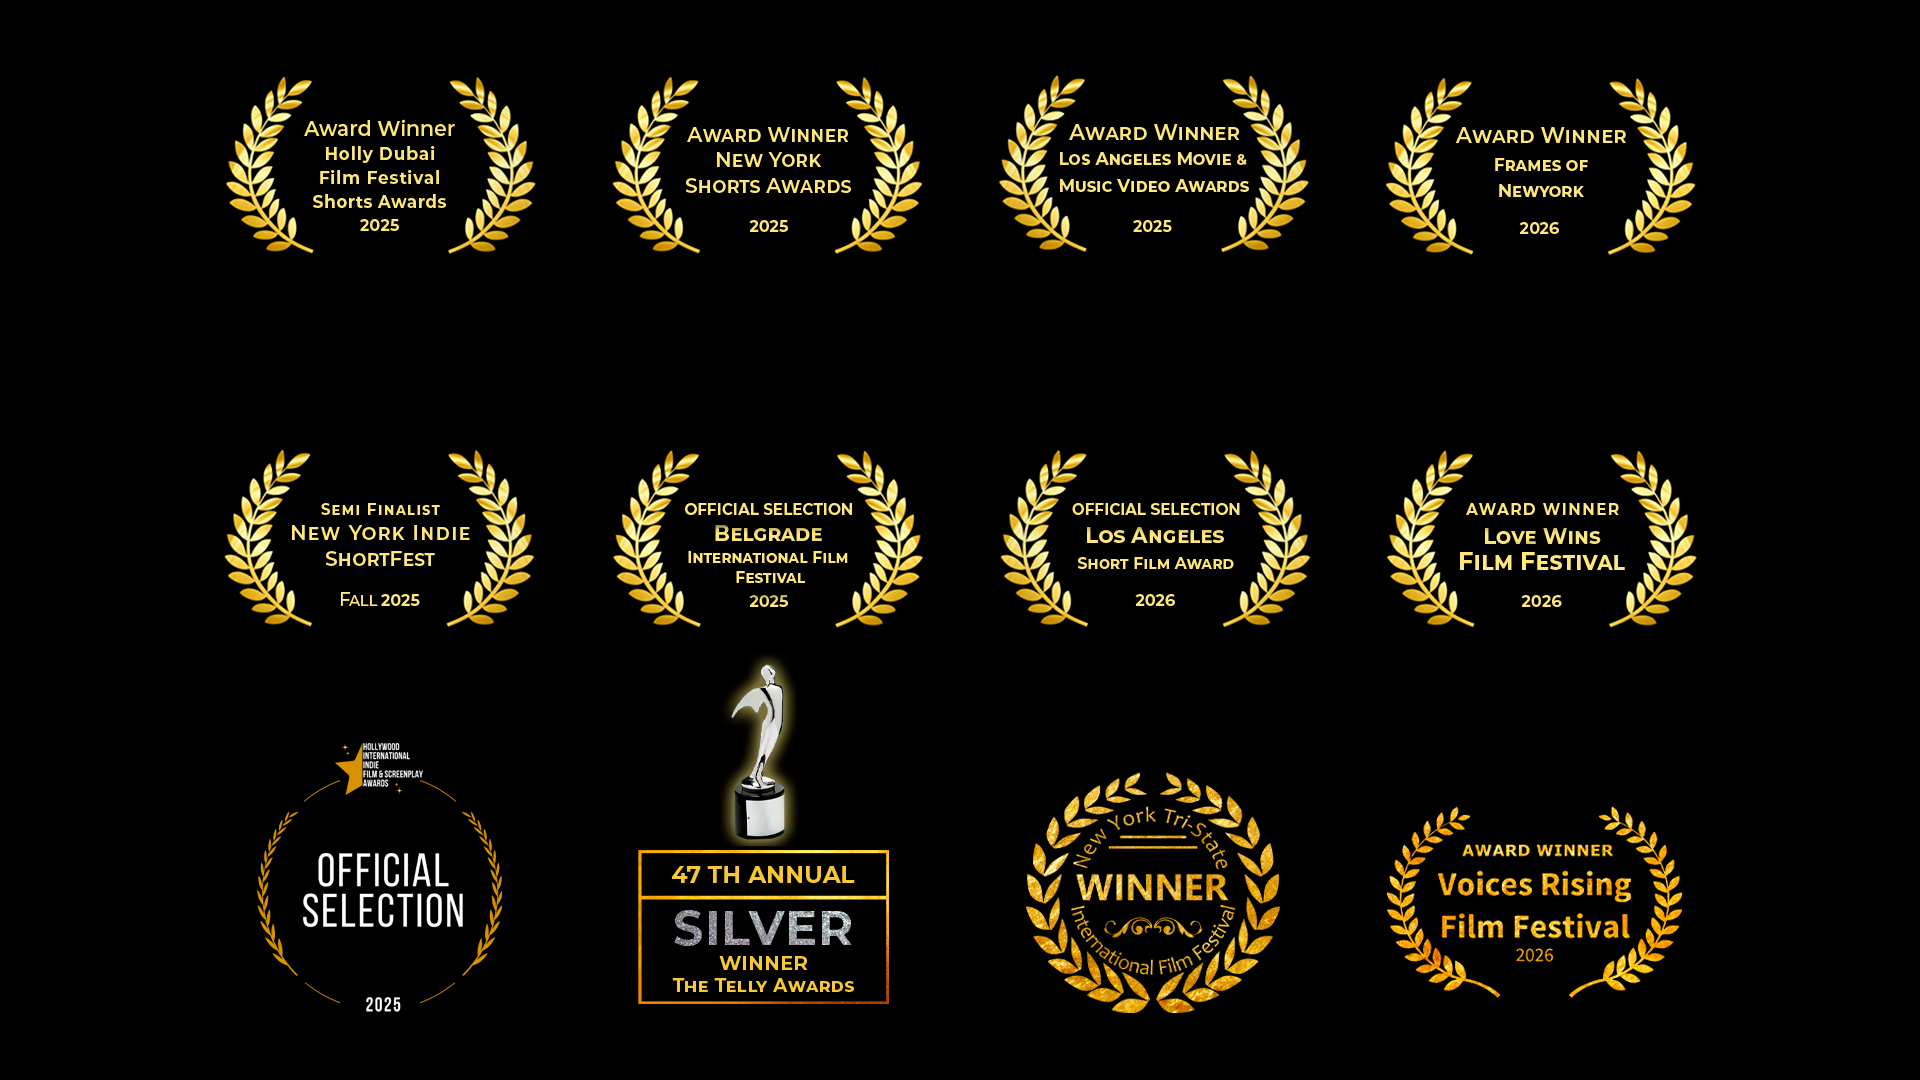 Award Winner
Holly Dubai
Film Festival
Shorts Awards
2025
AWARD WINNER
NEW YORK
SHORTS AWARDS
2025
AWARD WINNER
LOS ANGELES MOVIE &
MUSIC VIDEO AWARDS
2025
AWARD WINNER
FRAMES OF
NEWYORK
2026
SEMI FINALIST
NEW YORK INDIE
SHORTFEST
FALL 2025
OFFICIAL SELECTION
BELGRADE
INTERNATIONAL FILM
FESTIVAL
2025
OFFICIAL SELECTION
LOS ANGELES
SHORT FILM AWARD
2026
AWARD WINNER
LOVE WINS
FILM FESTIVAL
2026
HOLLYWOOD
INTERNATIONAL
INDIE
FILM & SCREENPLAY
AWARDS
OFFICIAL
SELECTION
2025
47 TH ANNUAL
SILVER
WINNER
THE TELLY AWARDS
New York Tri-State
WINNER
International Film Festival
AWARD WINNER
Voices Rising
Film Festival
2026